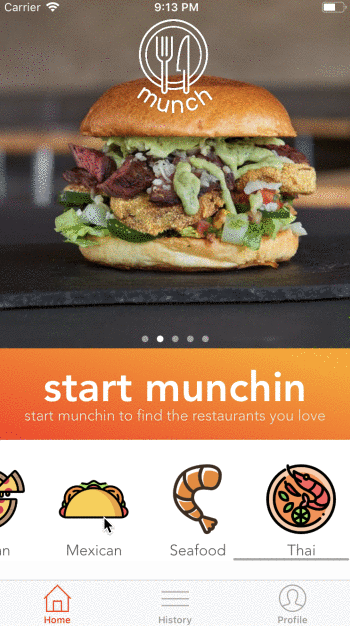 Carrier 9:13 PM
munch
start munchin
start munchin to find the restaurants you love
an Mexican Seafood Thai
Home History Profile